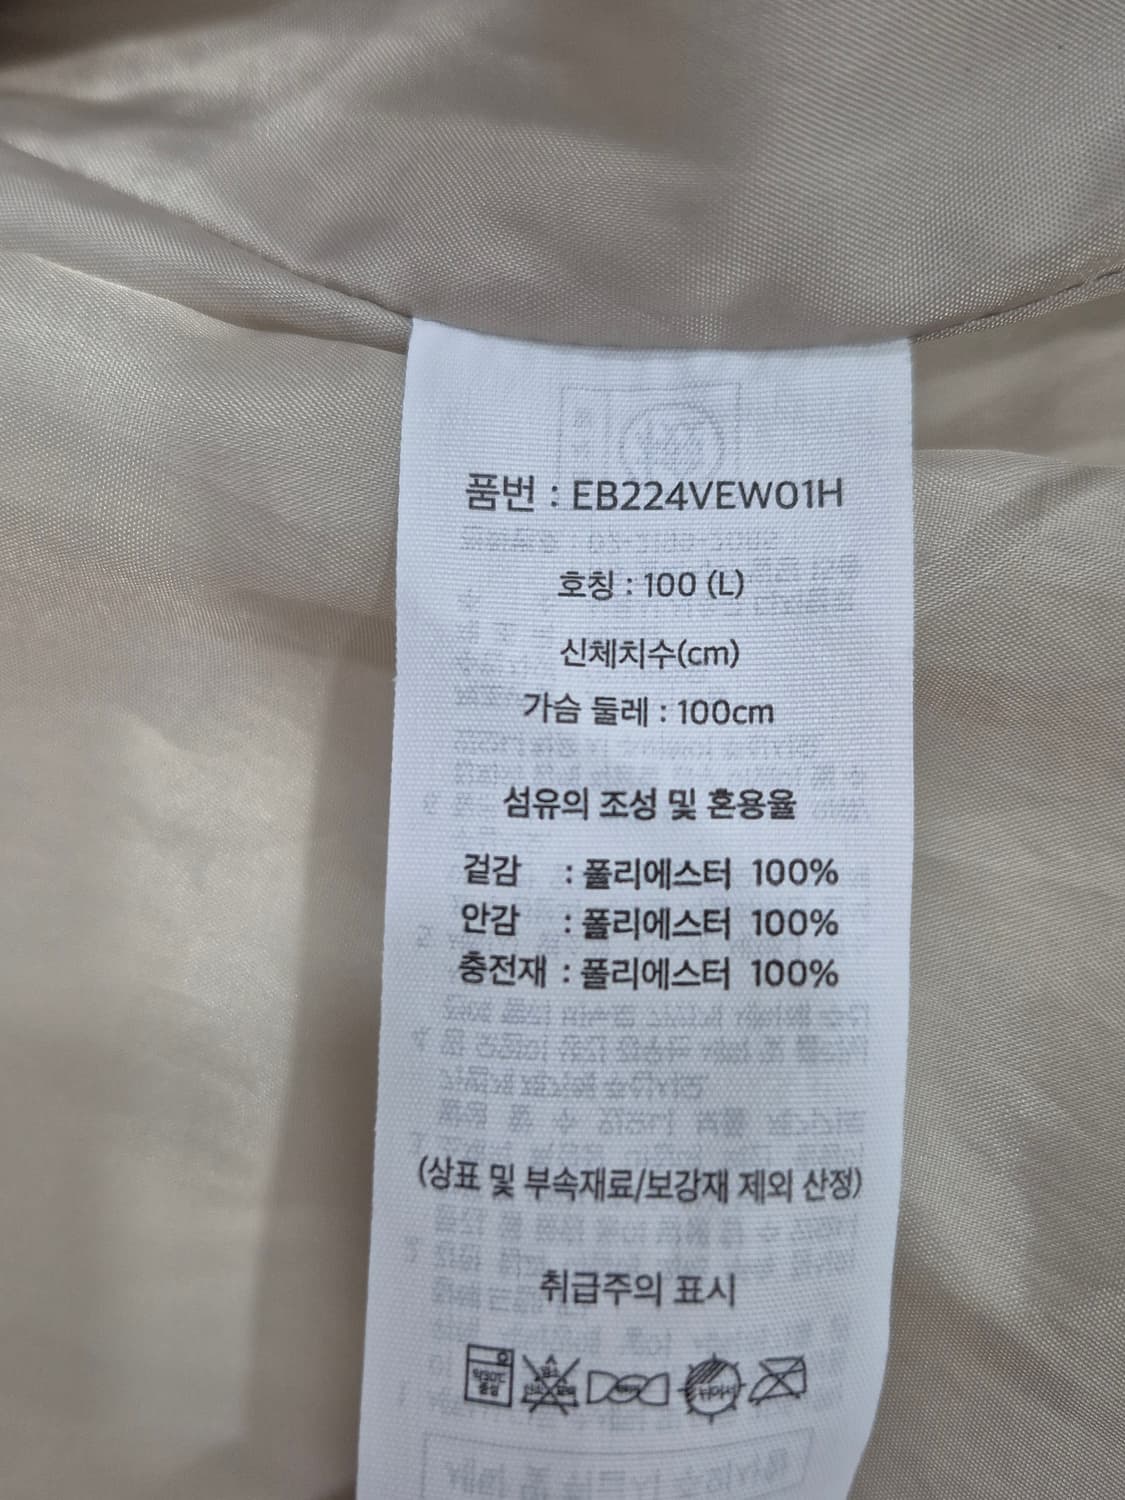 품번 : EB224VEW01H
호칭 : 100 (L)
신체치수(cm)
가슴 둘레 : 100cm
섬유의 조성 및 혼용율
겉감 : 폴리에스터 100%
안감 : 폴리에스터 100%
충전재 : 폴리에스터 100%
(상표 및 부속재료/보강재 제외 산정)
취급주의 표시